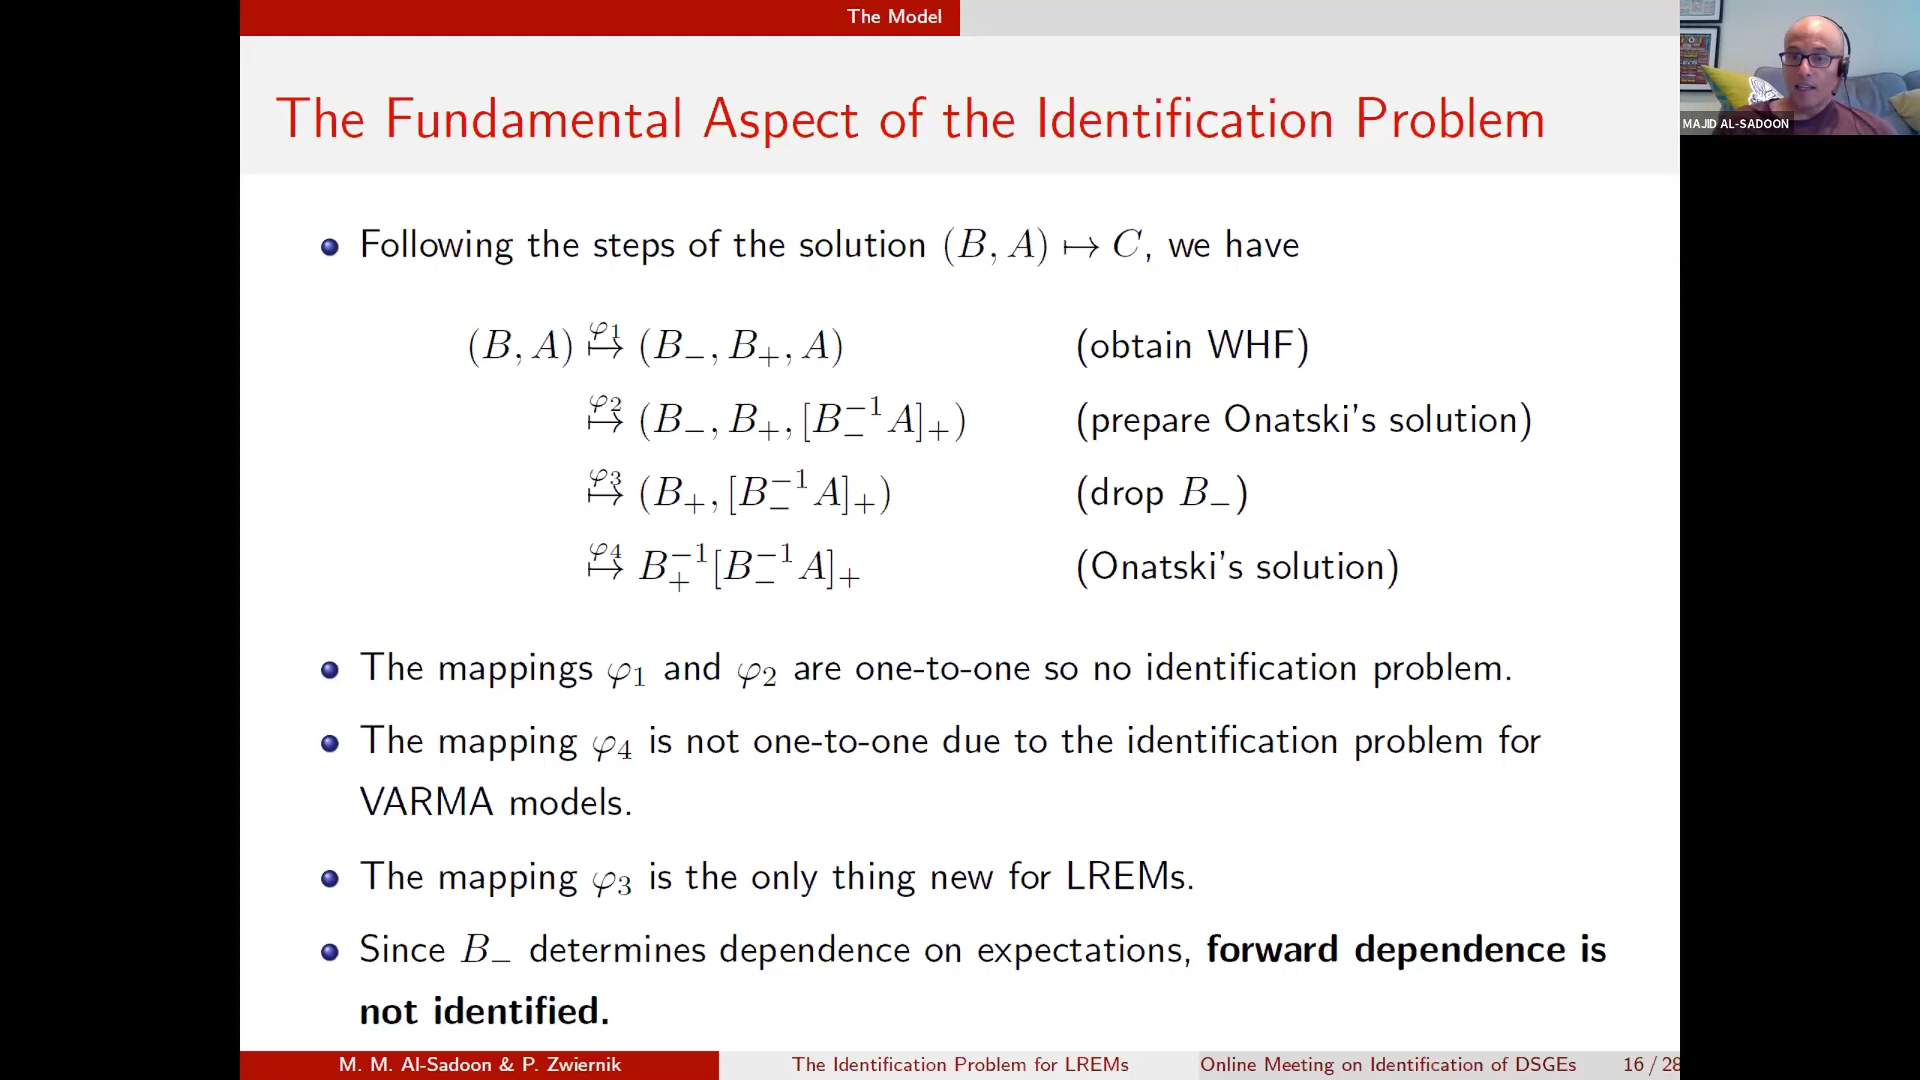 The Model
The Fundamental Aspect of the Identification Problem
MAJID AL-SADOON
Following the steps of the solution (B, A) ↦ C, we have
(B, A) ↦^{φ₁} (B₋, B₊, A) (obtain WHF)
↦^{φ₂} (B₋, B₊, [B₋⁻¹A]₊) (prepare Onatski's solution)
↦^{φ₃} (B₊, [B₋⁻¹A]₊) (drop B₋)
↦^{φ₄} B₊⁻¹[B₋⁻¹A]₊ (Onatski's solution)
The mappings φ₁ and φ₂ are one-to-one so no identification problem.
The mapping φ₄ is not one-to-one due to the identification problem for
VARMA models.
The mapping φ₃ is the only thing new for LREMs.
Since B₋ determines dependence on expectations, forward dependence is
not identified.
M. M. Al-Sadoon & P. Zwiernik The Identification Problem for LREMs Online Meeting on Identification of DSGEs 16 / 28